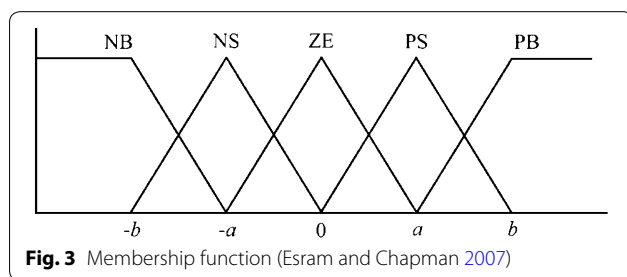 NB NS ZE PS PB
-b -a 0 a b
Fig. 3 Membership function (Esram and Chapman 2007)